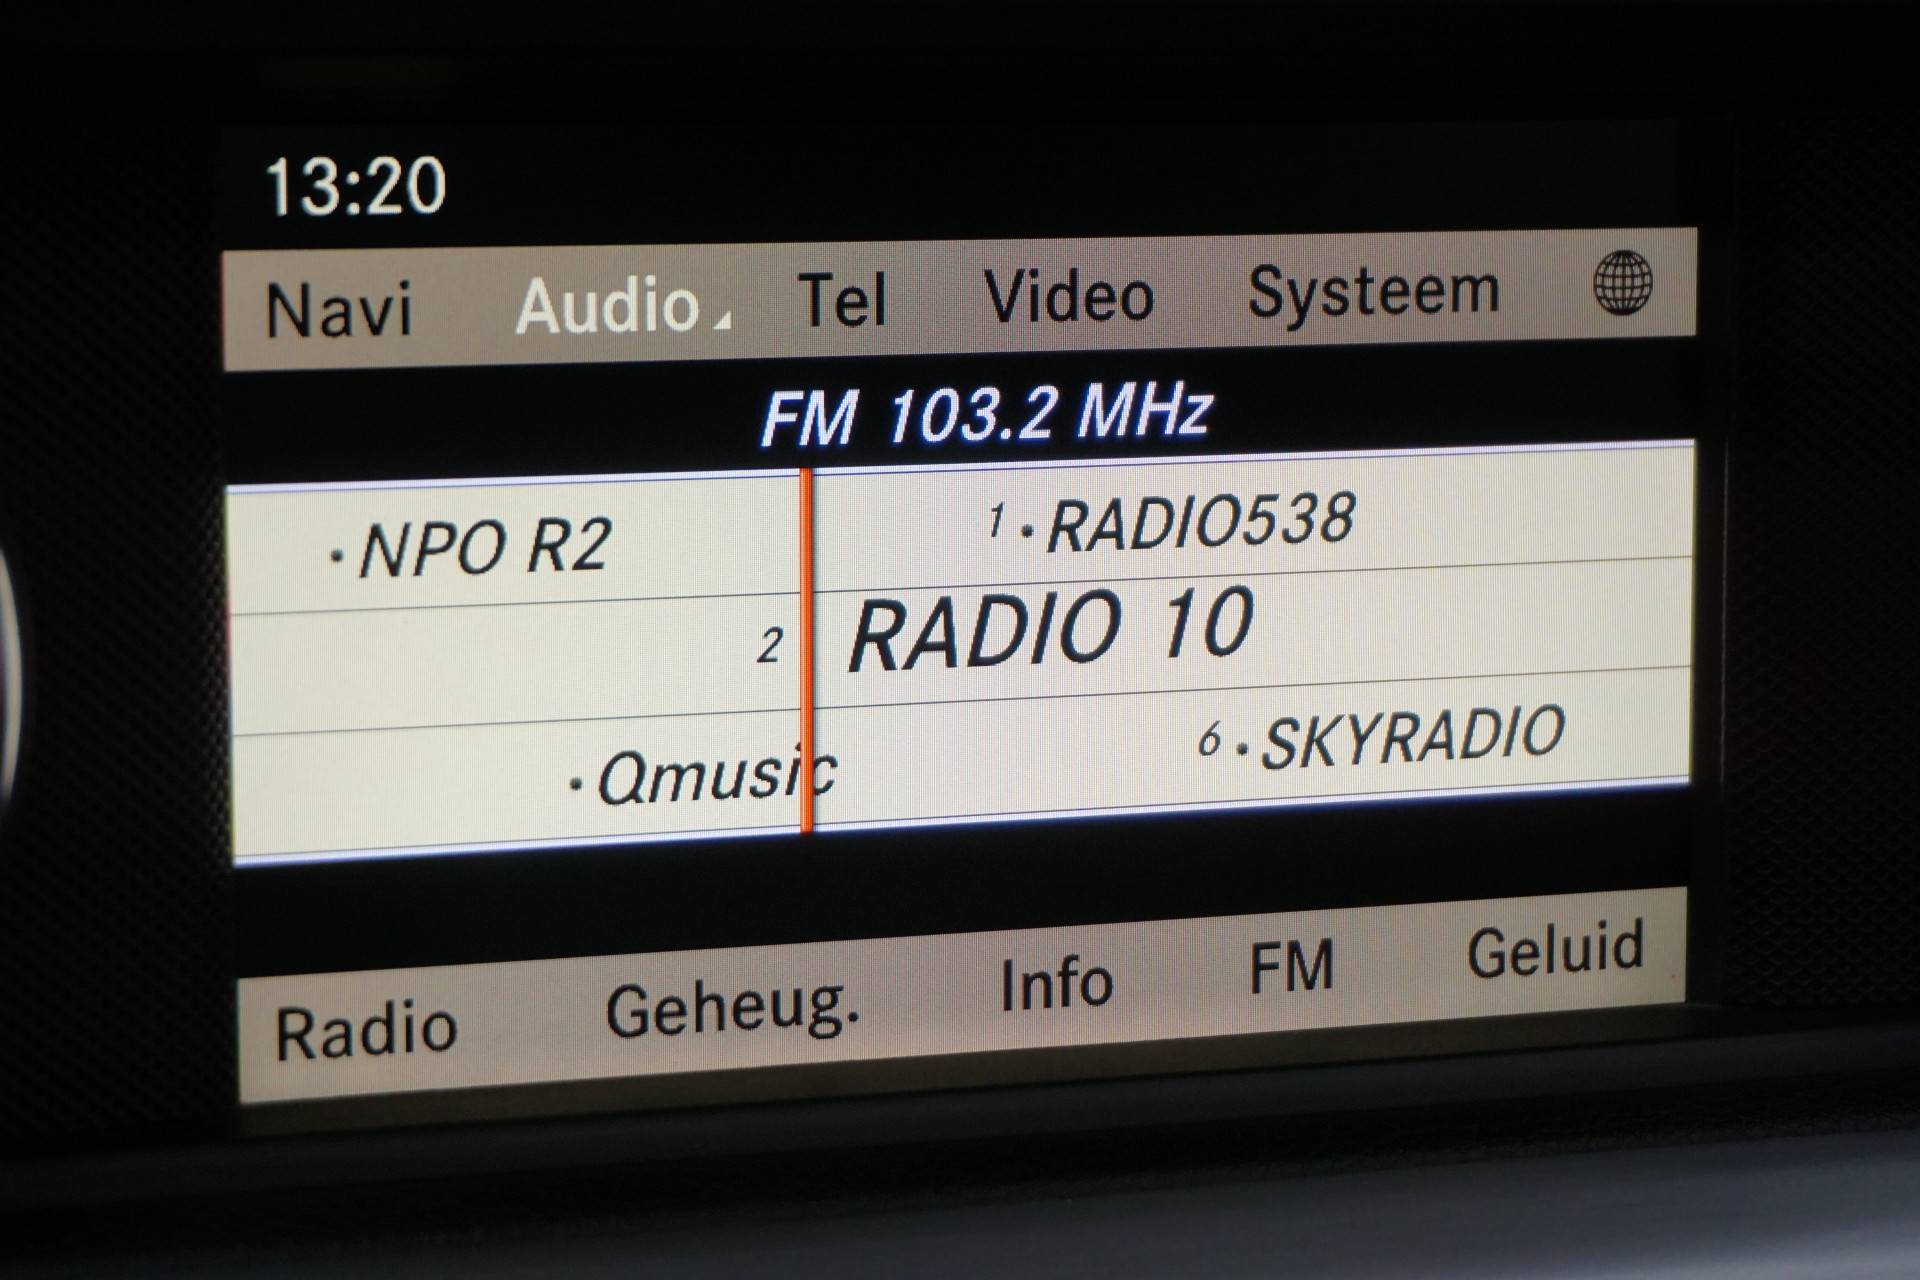 13:20
Navi Audio Tel Video Systeem
FM 103.2 MHz
·NPO R2 1·RADIO538
2 RADIO 10
·Qmusic 6·SKYRADIO
Radio Geheug. Info FM Geluid